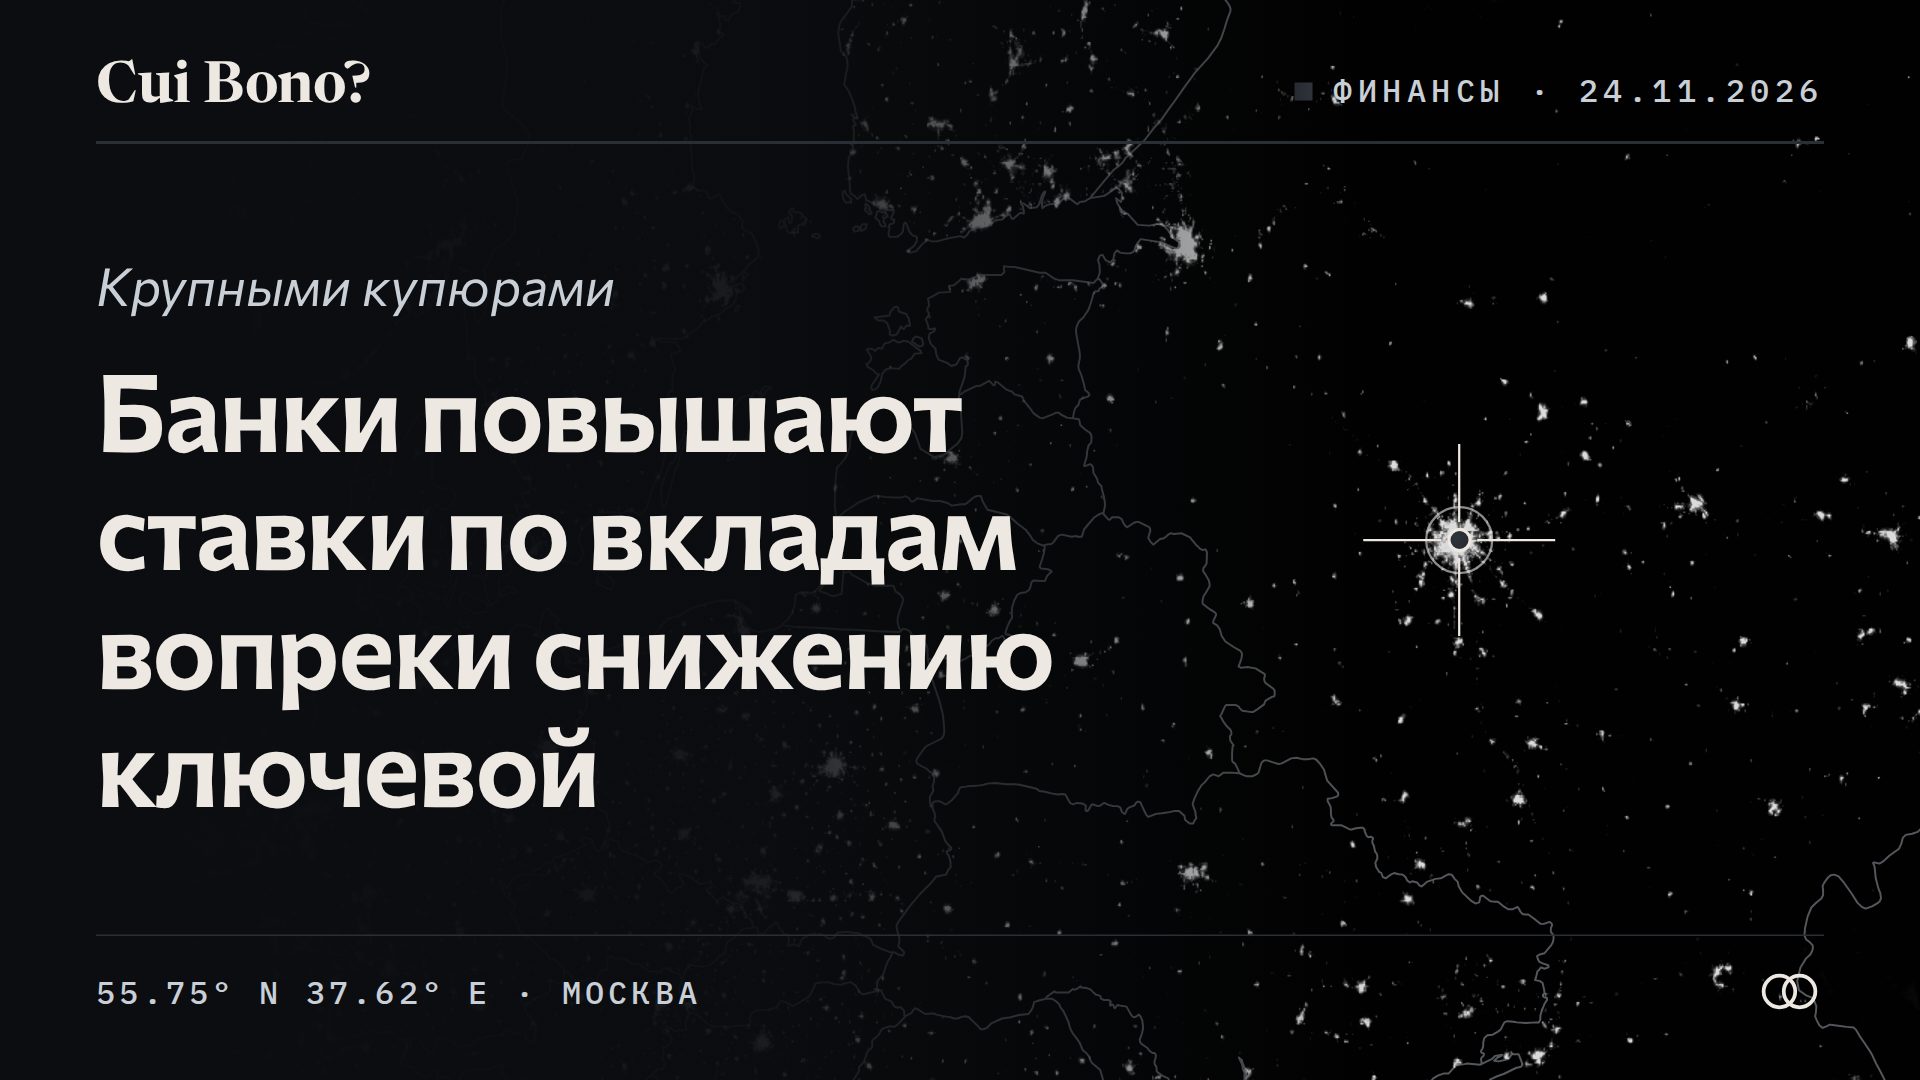 Cui Bono?
ФИНАНСЫ · 24.11.2026
Крупными купюрами
Банки повышают
ставки по вкладам
вопреки снижению
ключевой
55.75° N 37.62° E · МОСКВА